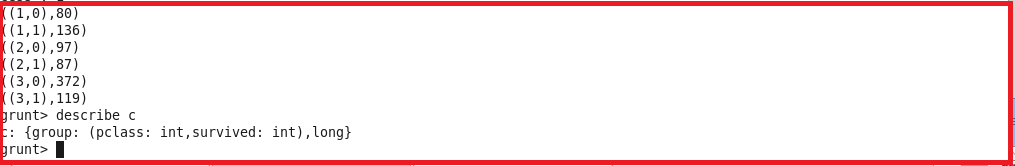 ((1,0),80)
((1,1),136)
((2,0),97)
((2,1),87)
((3,0),372)
((3,1),119)
grunt> describe c
c: {group: (pclass: int,survived: int),long}
grunt>